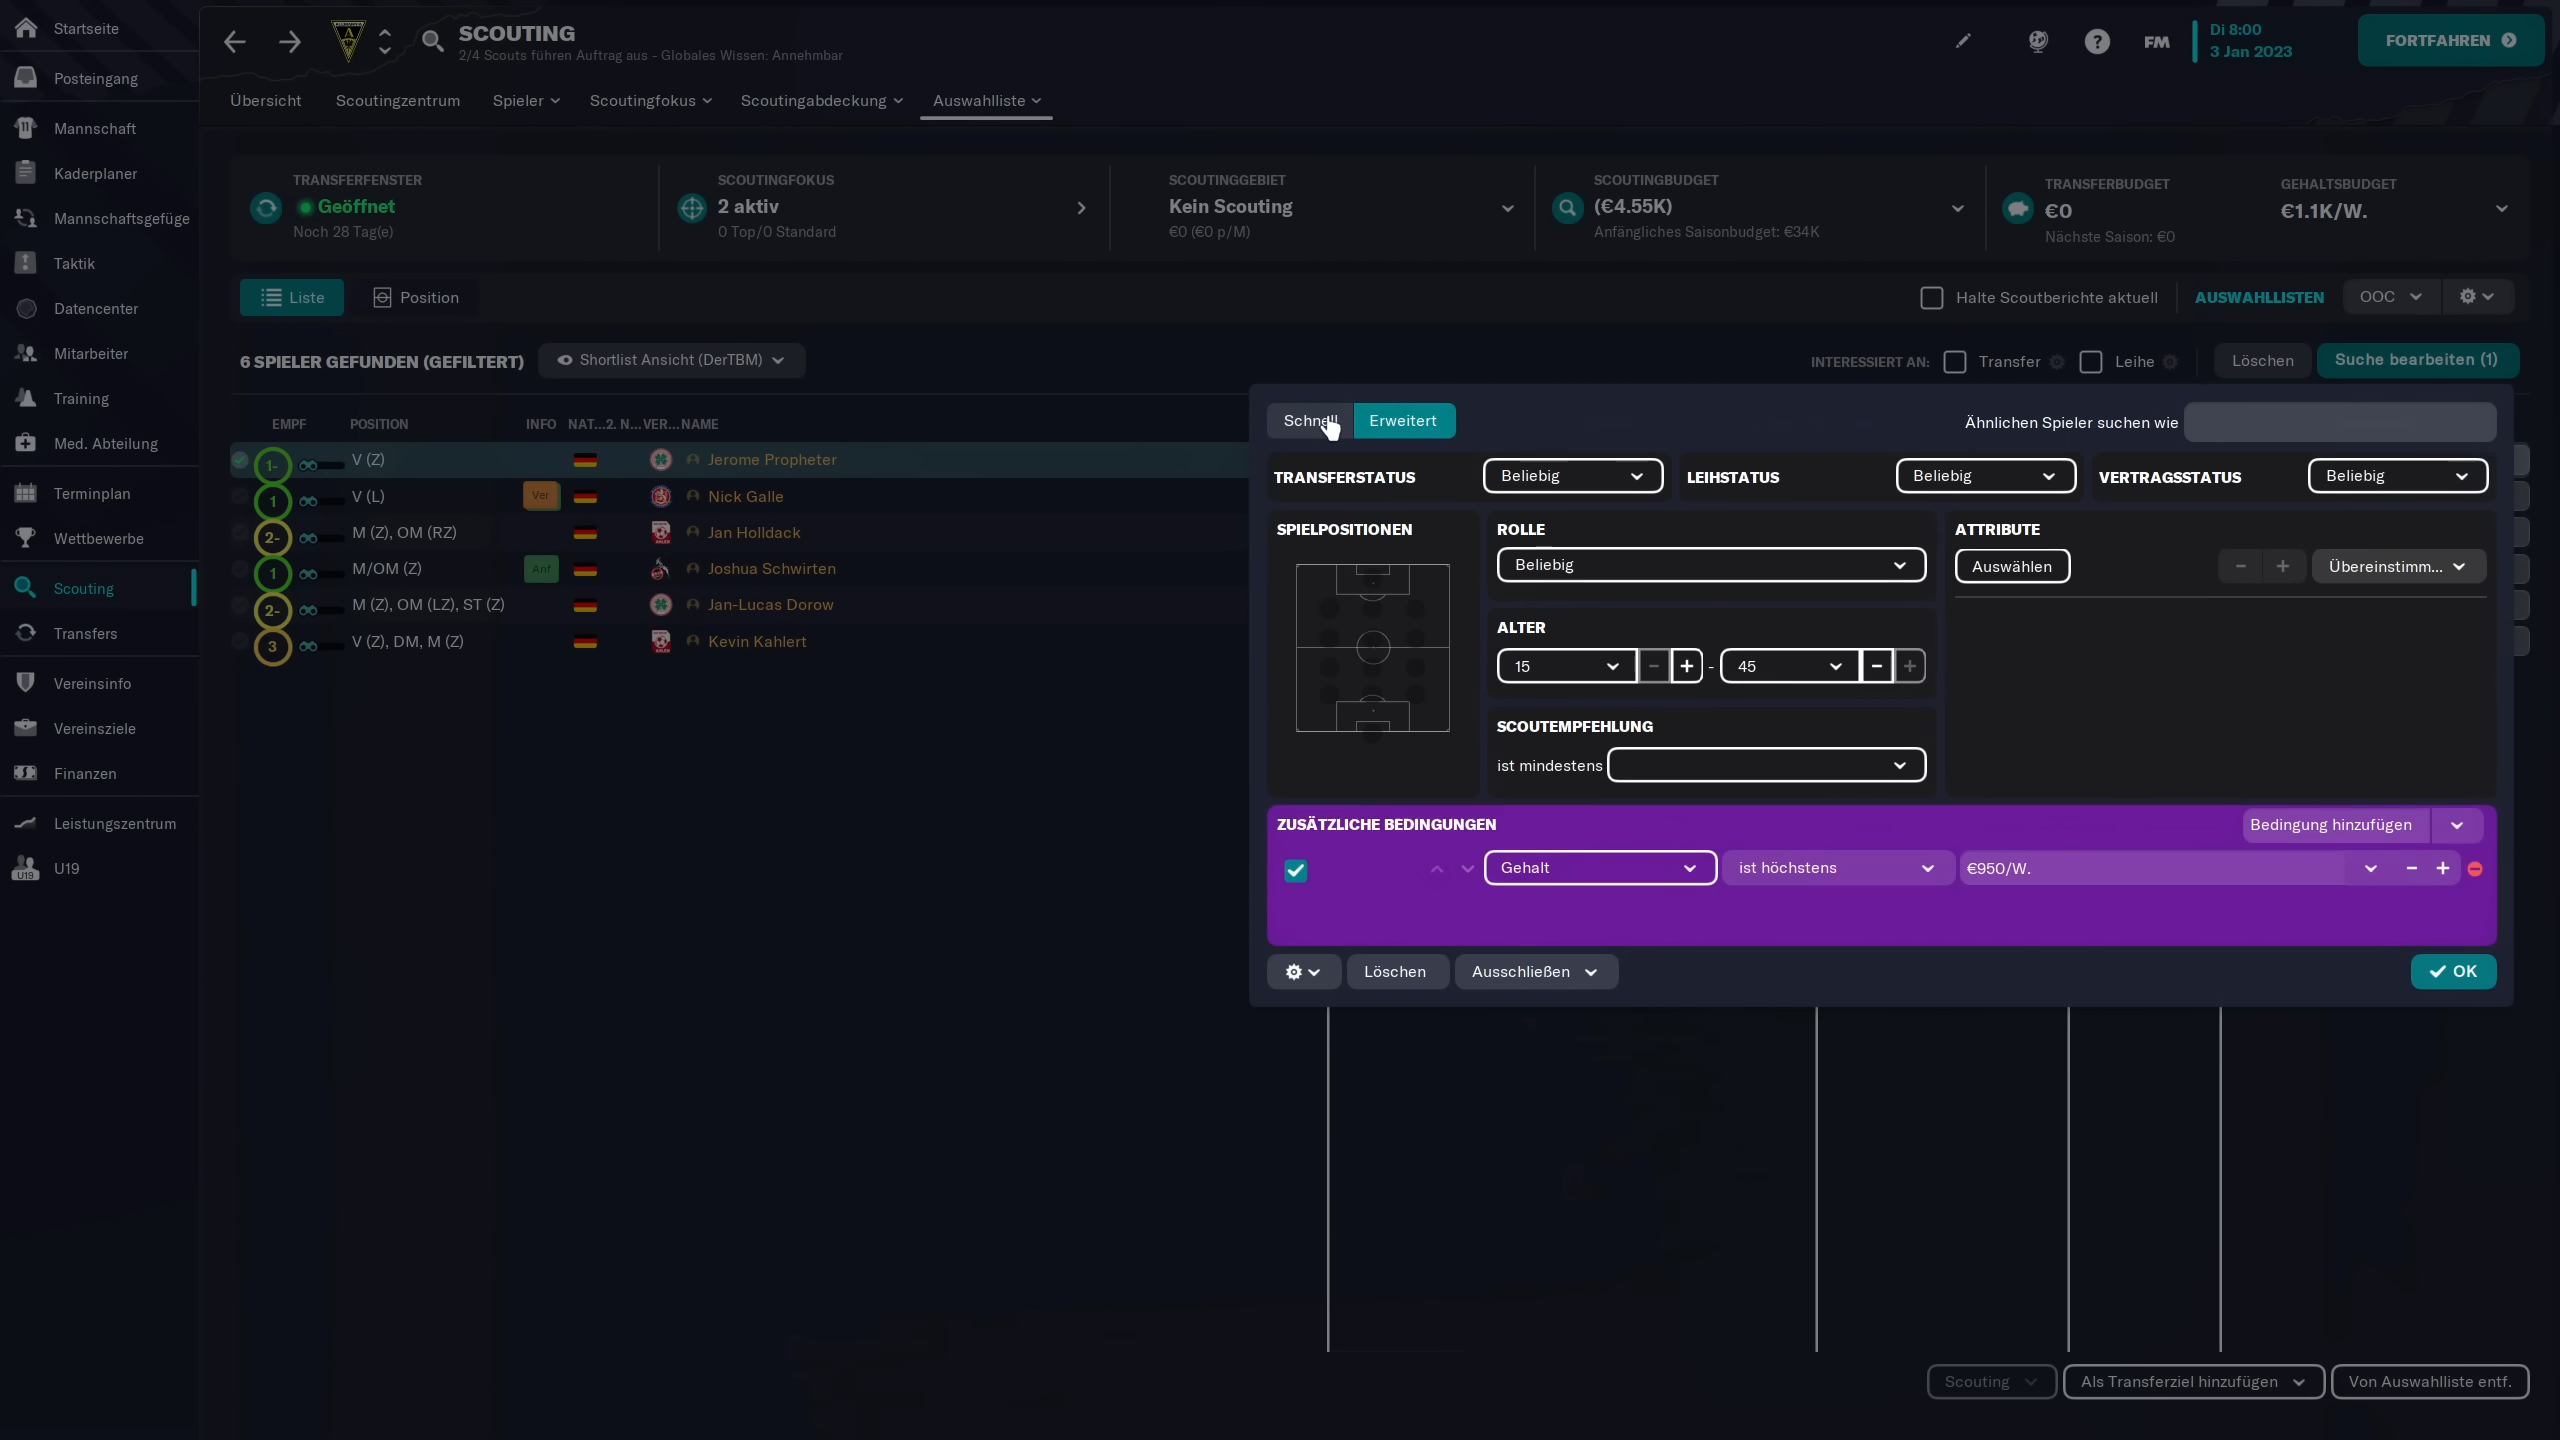 Startseite
Posteingang
Mannschaft
Kaderplaner
Mannschaftsgefüge
Taktik
Datencenter
Mitarbeiter
Training
Med. Abteilung
Terminplan
Wettbewerbe
Scouting
Transfers
Vereinsinfo
Vereinsziele
Finanzen
Leistungszentrum
U19
SCOUTING
2/4 Scouts führen Auftrag aus - Globales Wissen: Annehmbar
FM
Di 8:00
3 Jan 2023
FORTFAHREN
Übersicht Scoutingzentrum Spieler Scoutingfokus Scoutingabdeckung Auswahlliste
TRANSFERFENSTER
Geöffnet
Noch 28 Tag(e)
SCOUTINGFOKUS
2 aktiv
0 Top/0 Standard
SCOUTINGGEBIET
Kein Scouting
€0 (€0 p/M)
SCOUTINGBUDGET
(€4.55K)
Anfängliches Saisonbudget: €34K
TRANSFERBUDGET
€0
Nächste Saison: €0
GEHALTSBUDGET
€1.1K/W.
Liste Position Halte Scoutberichte aktuell AUSWAHLLISTEN OOC
6 SPIELER GEFUNDEN (GEFILTERT) Shortlist Ansicht (DerTBM) INTERESSIERT AN: Transfer Leihe Löschen Suche bearbeiten (1)
EMPF POSITION INFO NAT... 2. N... VER... NAME
1- V (Z) Jerome Propheter
1 V (L) Ver Nick Galle
2- M (Z), OM (RZ) Jan Holldack
1 M/OM (Z) Anf Joshua Schwirten
2- M (Z), OM (LZ), ST (Z) Jan-Lucas Dorow
3 V (Z), DM, M (Z) Kevin Kahlert
Schnell Erweitert Ähnlichen Spieler suchen wie
TRANSFERSTATUS Beliebig LEIHSTATUS Beliebig VERTRAGSSTATUS Beliebig
SPIELPOSITIONEN
ROLLE
Beliebig
ALTER
15 - + - 45 - +
SCOUTEMPFEHLUNG
ist mindestens
ATTRIBUTE
Auswählen - + Übereinstimm...
ZUSÄTZLICHE BEDINGUNGEN Bedingung hinzufügen
Gehalt ist höchstens €950/W. - +
Löschen Ausschließen OK
Scouting Als Transferziel hinzufügen Von Auswahlliste entf.